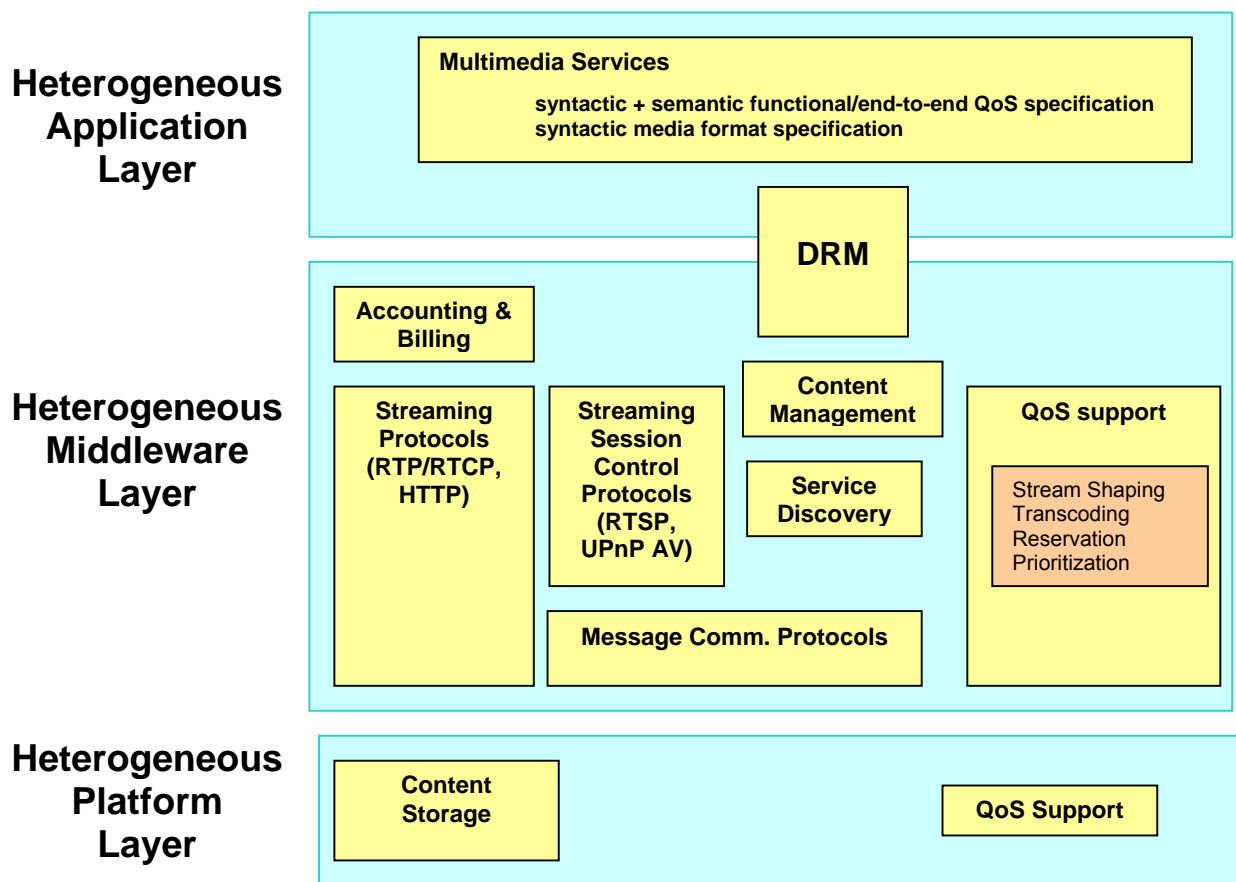 Heterogeneous
Application
Layer
Multimedia Services
syntactic + semantic functional/end-to-end QoS specification
syntactic media format specification
DRM
Heterogeneous
Middleware
Layer
Accounting &
Billing
Streaming
Protocols
(RTP/RTCP,
HTTP)
Streaming
Session
Control
Protocols
(RTSP,
UPnP AV)
Content
Management
Service
Discovery
Message Comm. Protocols
QoS support
Stream Shaping
Transcoding
Reservation
Prioritization
Heterogeneous
Platform
Layer
Content
Storage
QoS Support